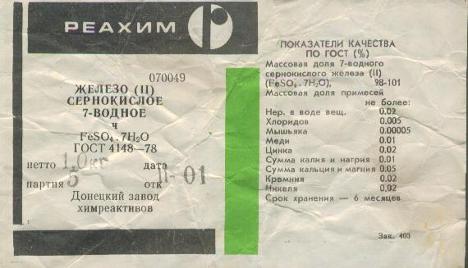 РЕАХИМ
070049
ЖЕЛЕЗО (II)
СЕРНОКИСЛОЕ
7-ВОДНОЕ
ч
FeSO₄ · 7H₂O
ГОСТ 4148—78
нетто 1,0 кг дата
партия 5 отк 11-01
Донецкий завод
химреактивов
ПОКАЗАТЕЛИ КАЧЕСТВА
ПО ГОСТ (%)
Массовая доля 7-водного
сернокислого железа (II)
(FeSO₄ · 7H₂O), 98-101
Массовая доля примесей
не более:
Нер. в воде вещ. 0.02
Хлоридов 0.005
Мышьяка 0.00005
Меди 0.01
Цинка 0.02
Сумма калия и натрия 0.01
Сумма кальция и магния 0.05
Кремния 0.02
Никеля 0.02
Срок хранения — 6 месяцев
Зак. 403